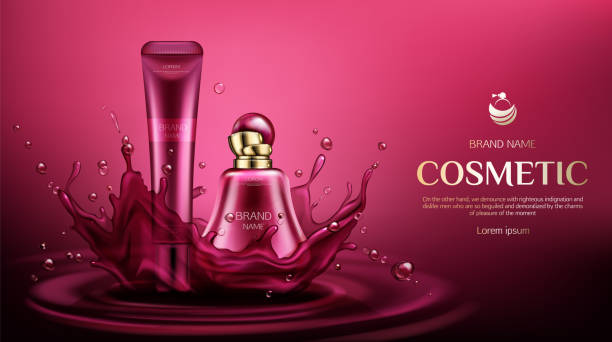 LOREM
BRAND
NAME
BRAND
NAME
BRAND NAME
COSMETIC
On the other hand, we denounce with righteous indignation and
dislike men who are so beguiled and demoralized by the charms
of pleasure of the moment
Lorem ipsum